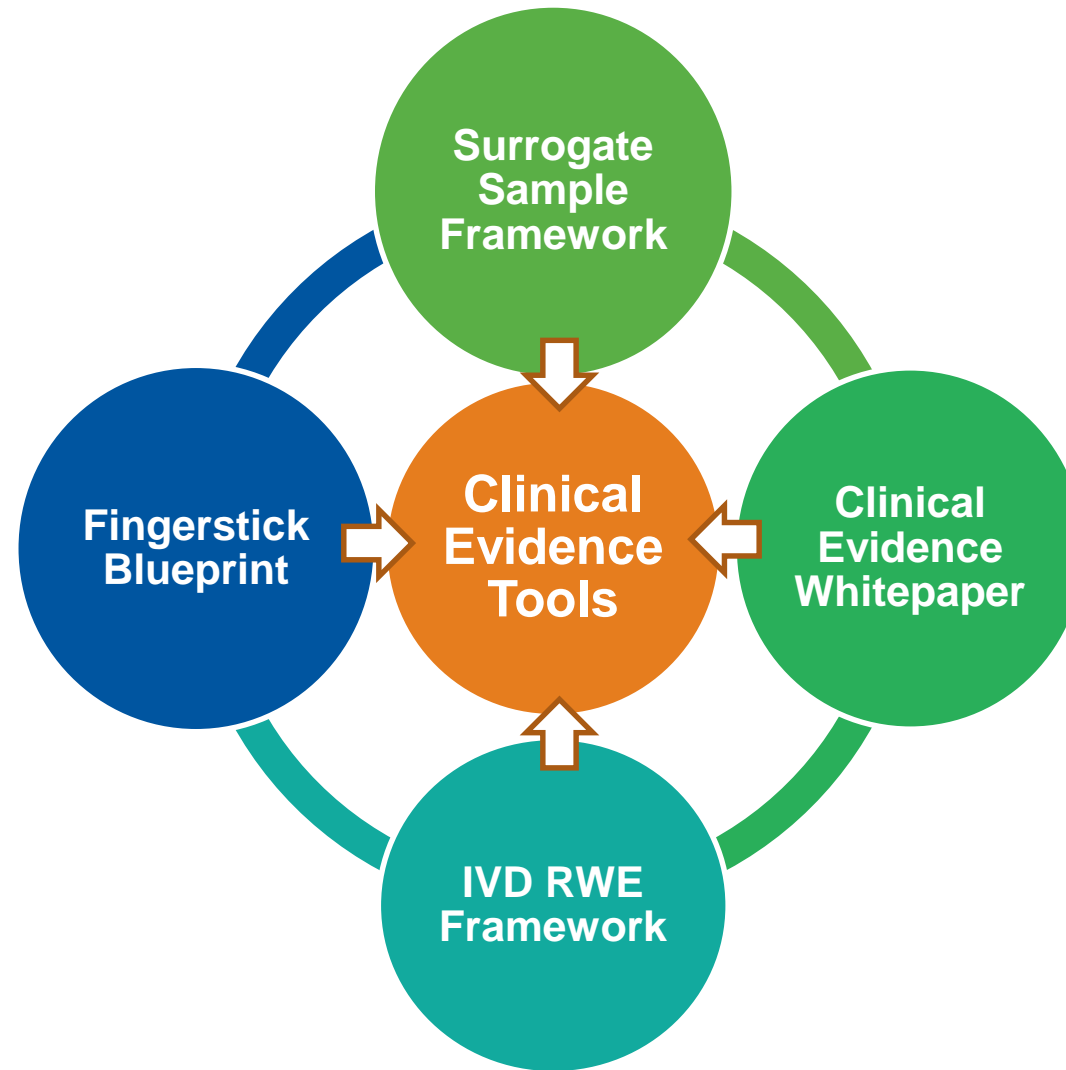 Surrogate
Sample
Framework
Fingerstick
Blueprint
Clinical
Evidence
Tools
Clinical
Evidence
Whitepaper
IVD RWE
Framework